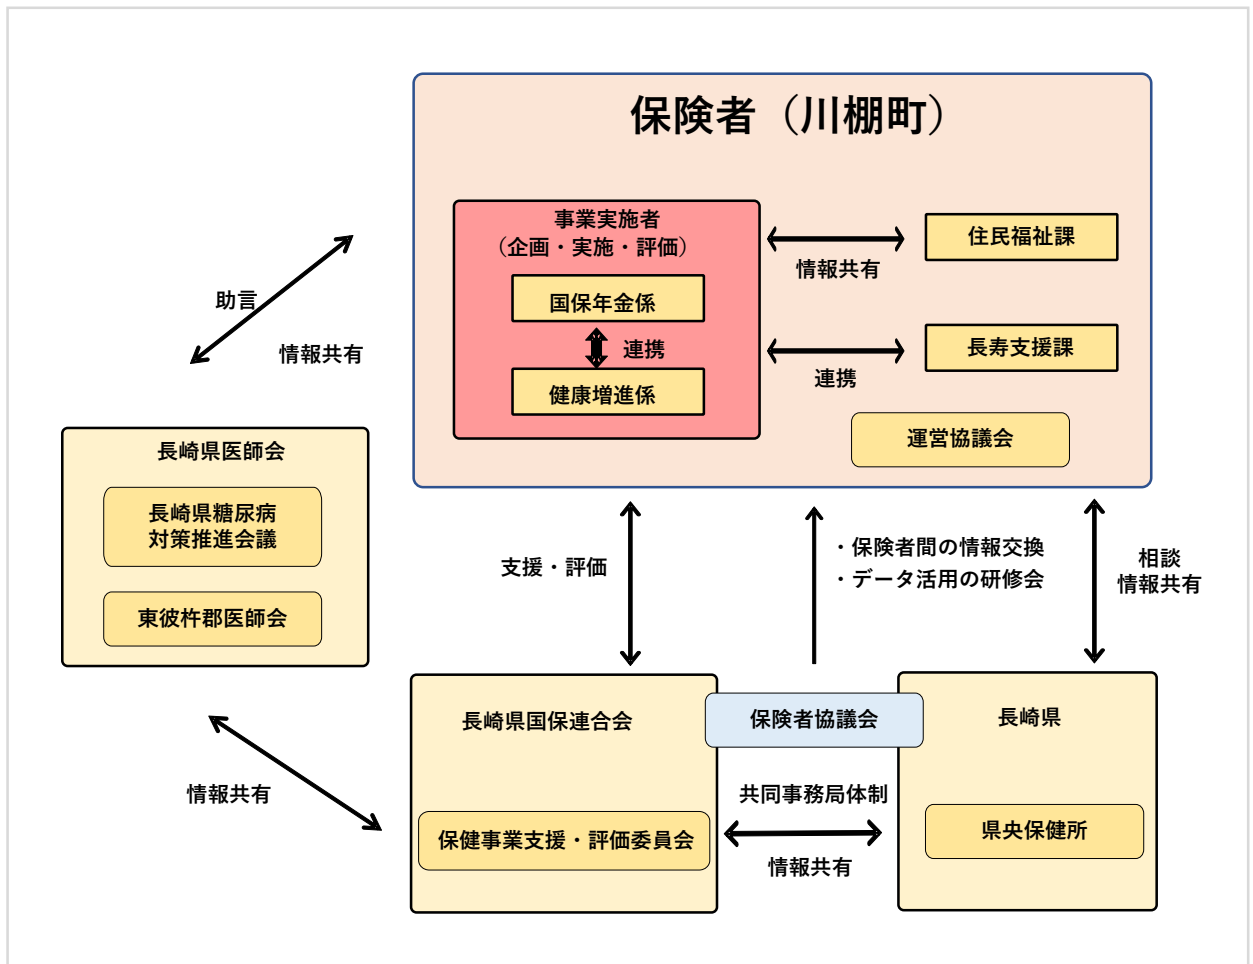 保険者（川棚町）
事業実施者
（企画・実施・評価）
国保年金係
連携
健康増進係
情報共有
住民福祉課
連携
長寿支援課
運営協議会
助言
情報共有
長崎県医師会
長崎県糖尿病
対策推進会議
東彼杵郡医師会
支援・評価
・保険者間の情報交換
・データ活用の研修会
相談
情報共有
長崎県国保連合会
保険者協議会
長崎県
情報共有
共同事務局体制
保健事業支援・評価委員会
情報共有
県央保健所